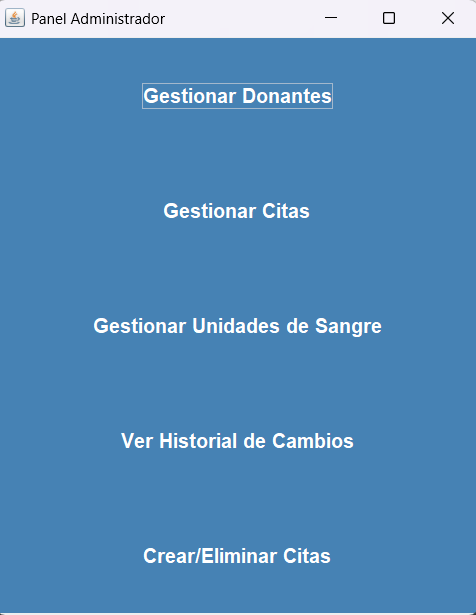 Panel Administrador
Gestionar Donantes
Gestionar Citas
Gestionar Unidades de Sangre
Ver Historial de Cambios
Crear/Eliminar Citas